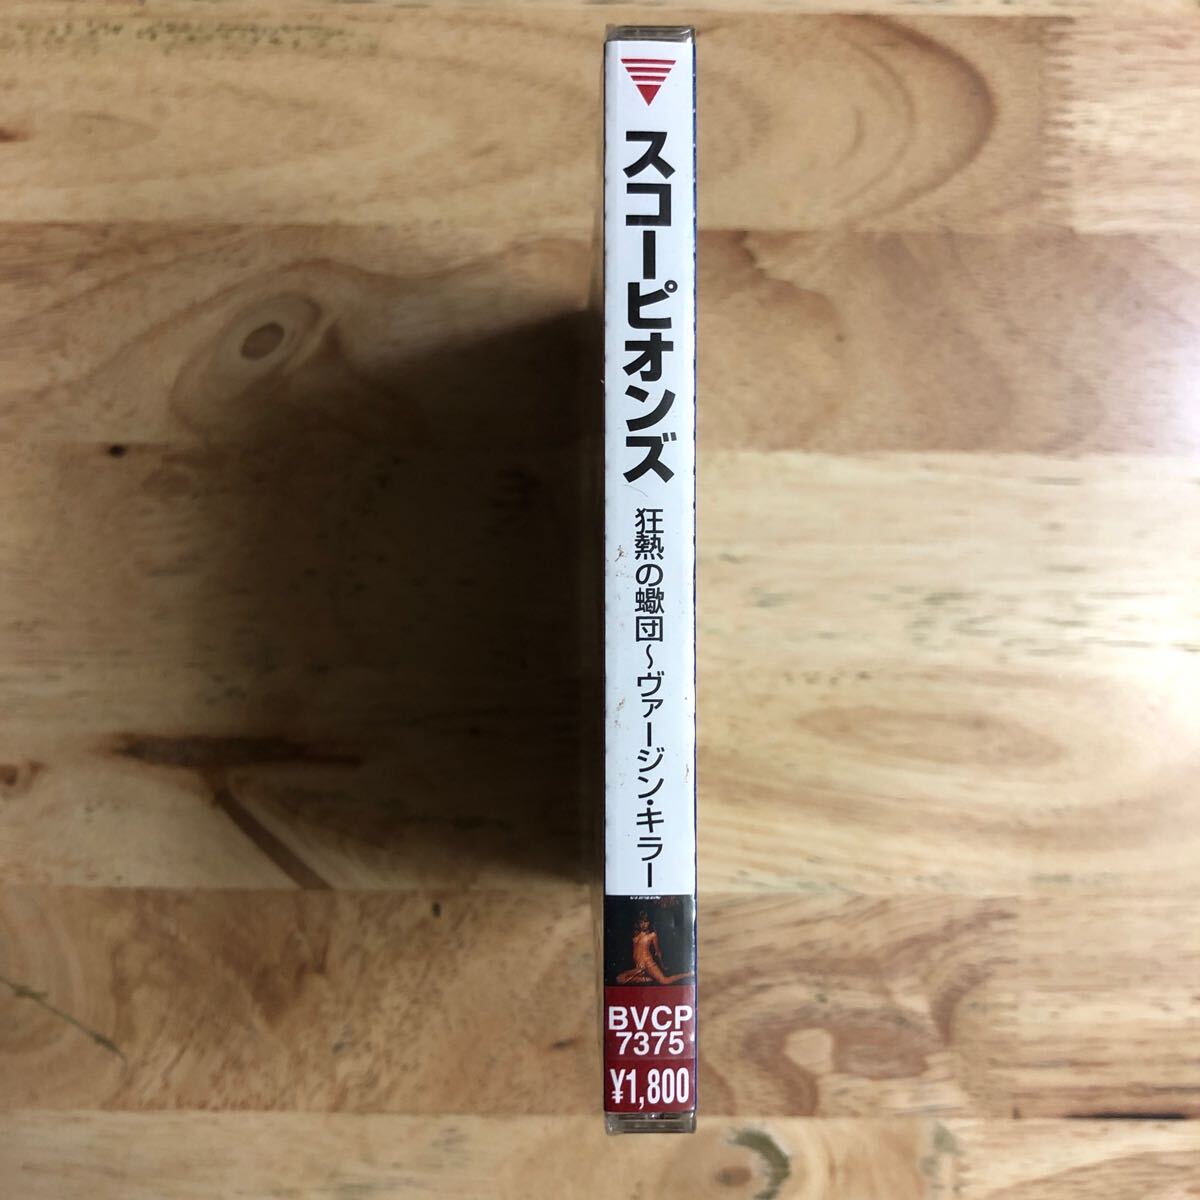 スコーピオンズ
狂熱の蠍団～ヴァージン・キラー
BVCP
7375
¥1,800